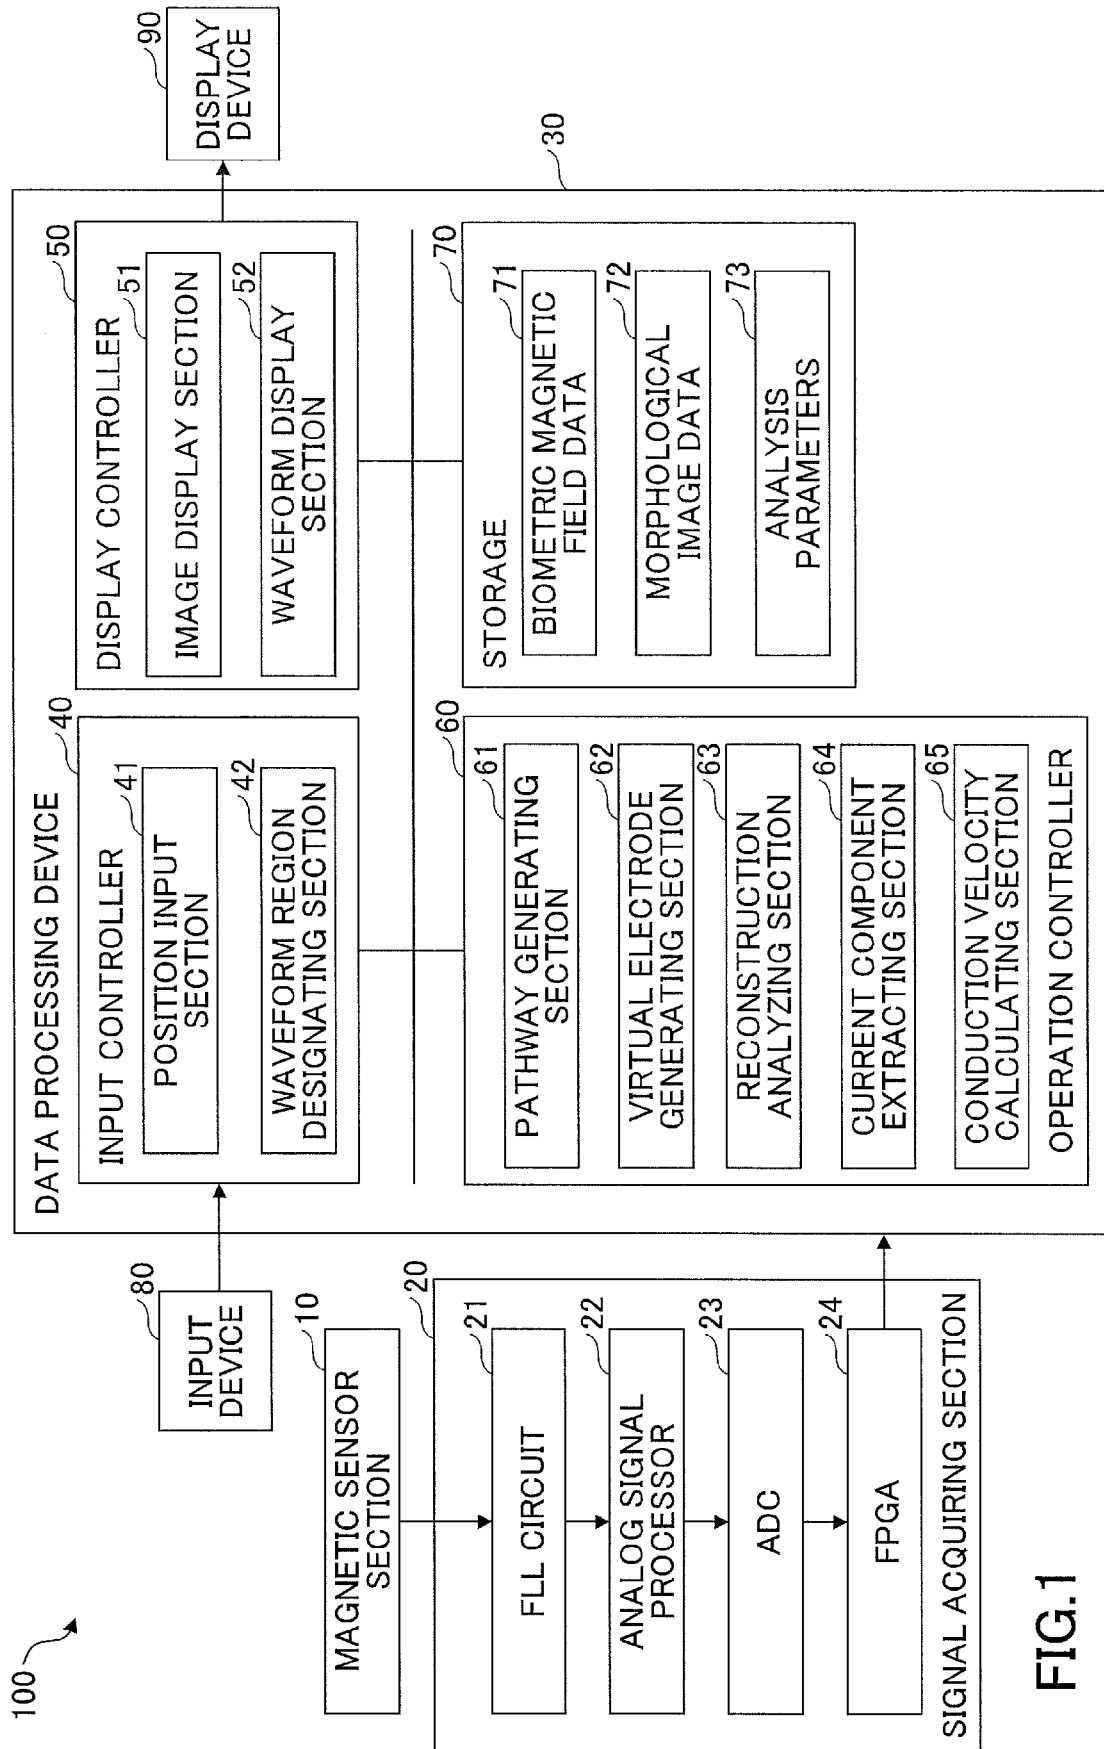 100
INPUT
DEVICE
80
DATA PROCESSING DEVICE
30
INPUT CONTROLLER
40
POSITION INPUT
SECTION
41
WAVEFORM REGION
DESIGNATING SECTION
42
DISPLAY CONTROLLER
50
IMAGE DISPLAY SECTION
51
WAVEFORM DISPLAY
SECTION
52
DISPLAY
DEVICE
90
MAGNETIC SENSOR
SECTION
10
20
FLL CIRCUIT
21
ANALOG SIGNAL
PROCESSOR
22
ADC
23
FPGA
24
SIGNAL ACQUIRING SECTION
60
PATHWAY GENERATING
SECTION
61
VIRTUAL ELECTRODE
GENERATING SECTION
62
RECONSTRUCTION
ANALYZING SECTION
63
CURRENT COMPONENT
EXTRACTING SECTION
64
CONDUCTION VELOCITY
CALCULATING SECTION
65
OPERATION CONTROLLER
STORAGE
70
BIOMETRIC MAGNETIC
FIELD DATA
71
MORPHOLOGICAL
IMAGE DATA
72
ANALYSIS
PARAMETERS
73
FIG.1